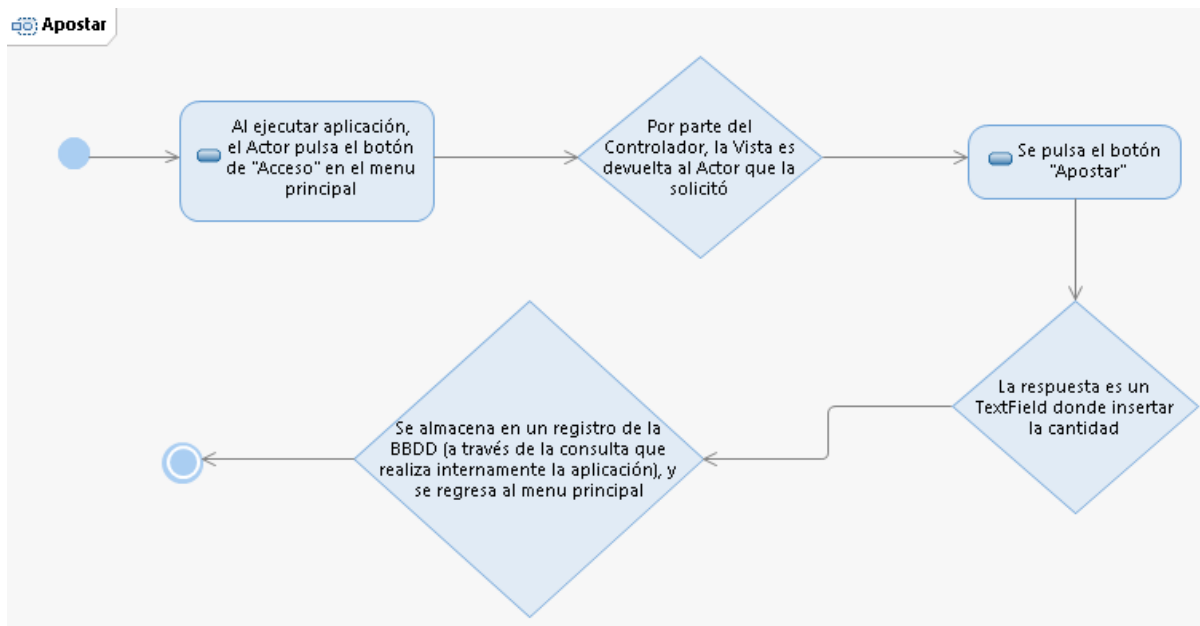 Apostar
Al ejecutar aplicación,
el Actor pulsa el botón
de "Acceso" en el menu
principal
Por parte del
Controlador, la Vista es
devuelta al Actor que la
solicitó
Se pulsa el botón
"Apostar"
La respuesta es un
TextField donde insertar
la cantidad
Se almacena en un registro de la
BBDD (a través de la consulta que
realiza internamente la aplicación), y
se regresa al menu principal